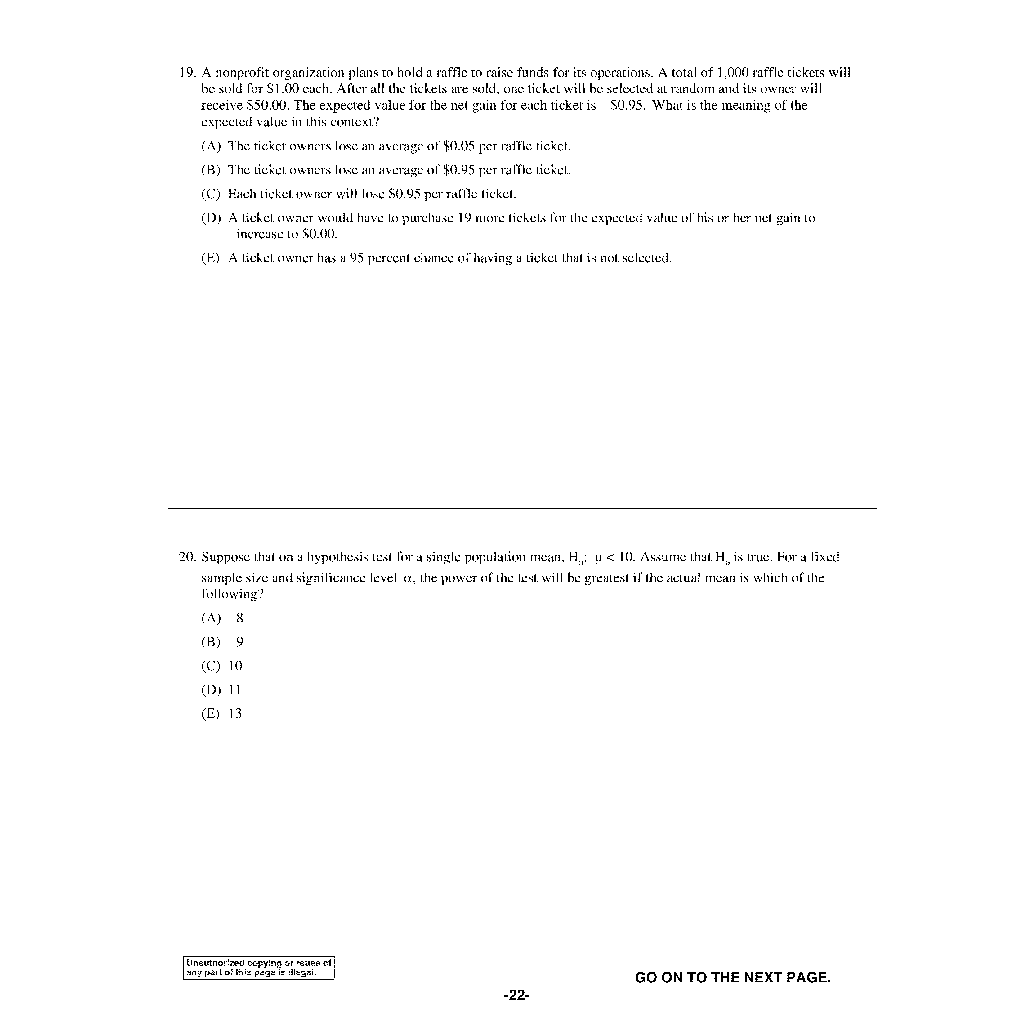 19. A nonprofit organization plans to hold a raffle to raise funds for its operations. A total of 1,000 raffle tickets will
be sold for $1.00 each. After all the tickets are sold, one ticket will be selected at random and its owner will
receive $50.00. The expected value for the net gain for each ticket is $0.95. What is the meaning of the
expected value in this context?
(A) The ticket owners lose an average of $0.05 per raffle ticket.
(B) The ticket owners lose an average of $0.95 per raffle ticket.
(C) Each ticket owner will lose $0.95 per raffle ticket.
(D) A ticket owner would have to purchase 19 more tickets for the expected value of his or her net gain to
increase to $0.00.
(E) A ticket owner has a 95 percent chance of having a ticket that is not selected.
20. Suppose that on a hypothesis test for a single population mean, Hₐ: μ < 10. Assume that Hₐ is true. For a fixed
sample size and significance level α, the power of the test will be greatest if the actual mean is which of the
following?
(A) 8
(B) 9
(C) 10
(D) 11
(E) 13
Unauthorized copying or reuse of
any part of this page is illegal.
GO ON TO THE NEXT PAGE.
-22-